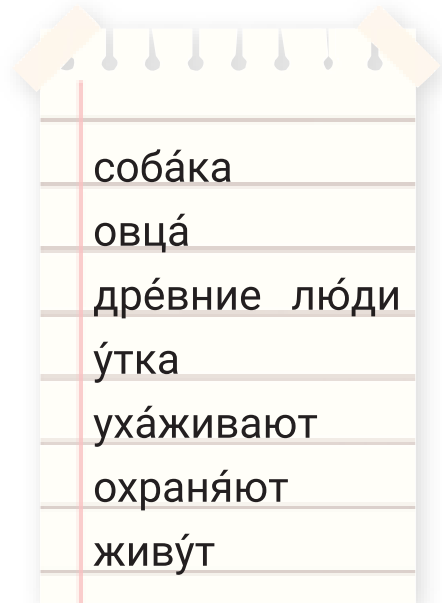 соба́ка
овца́
дре́вние лю́ди
у́тка
уха́живают
охраня́ют
живу́т